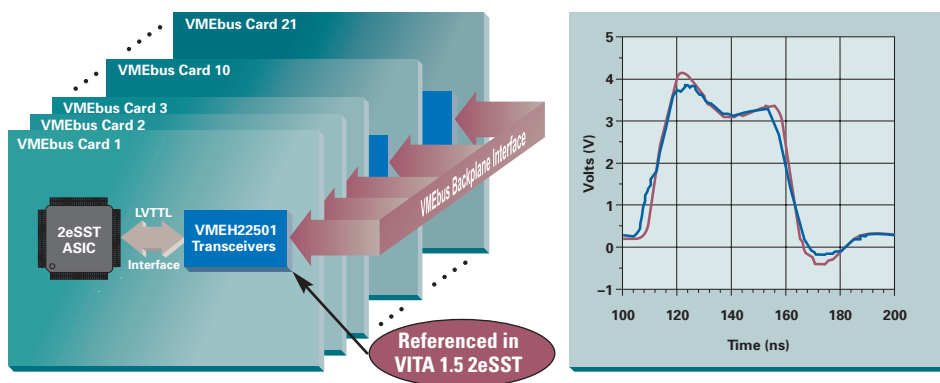 VMEbus Card 21
VMEbus Card 10
VMEbus Card 3
VMEbus Card 2
VMEbus Card 1
2eSST
ASIC
LVTTL
Interface
VMEH22501
Transceivers
VMEbus Backplane Interface
Referenced in
VITA 1.5 2eSST
Volts (V)
5
4
3
2
1
0
–1
100
120
140
160
180
200
Time (ns)